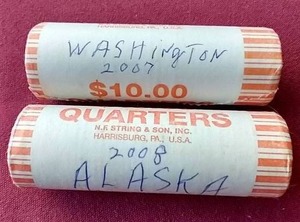 HARRISBURG, PA., U.S.A.
WASHINGTON
2007
$10.00
QUARTERS
N.F. STRING & SON, INC.
HARRISBURG, PA., U.S.A.
2008
ALASKA